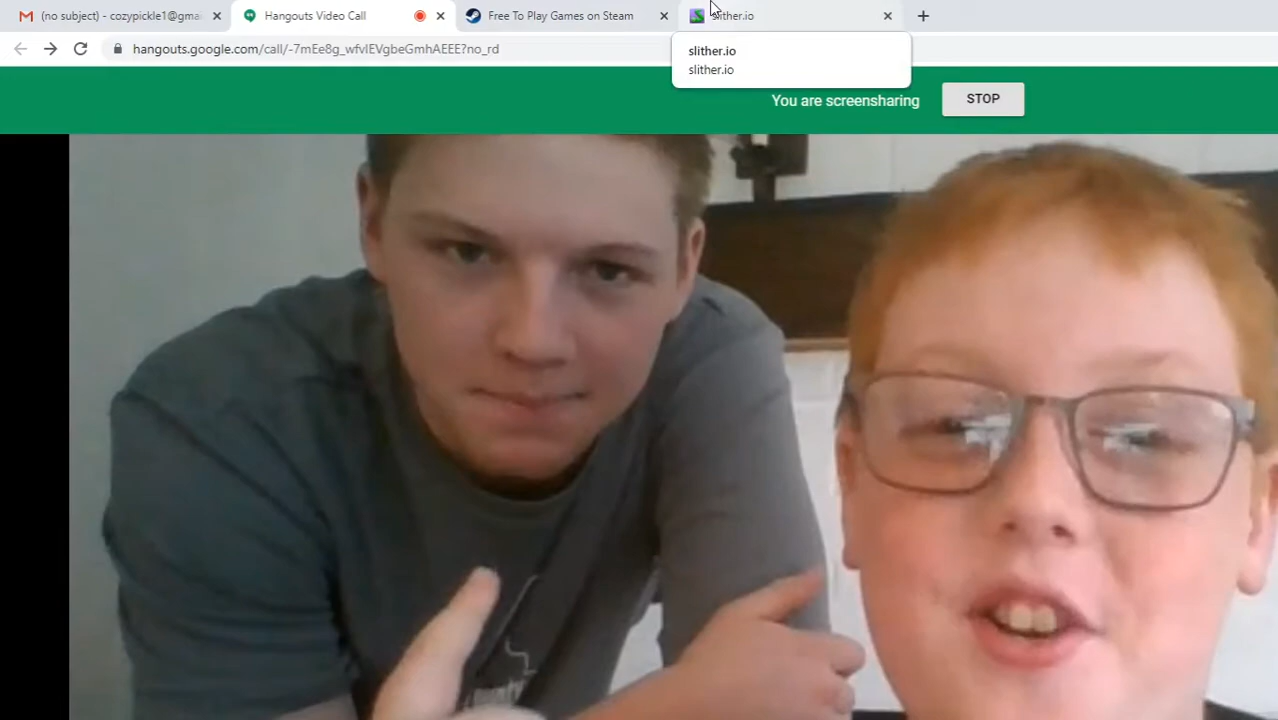 (no subject) - cozypickle1@gma
Hangouts Video Call
Free To Play Games on Steam
slither.io
hangouts.google.com/call/-7mEe8g_wfvIEVgbeGmhAEEE?no_rd
slither.io
slither.io
You are screensharing
STOP